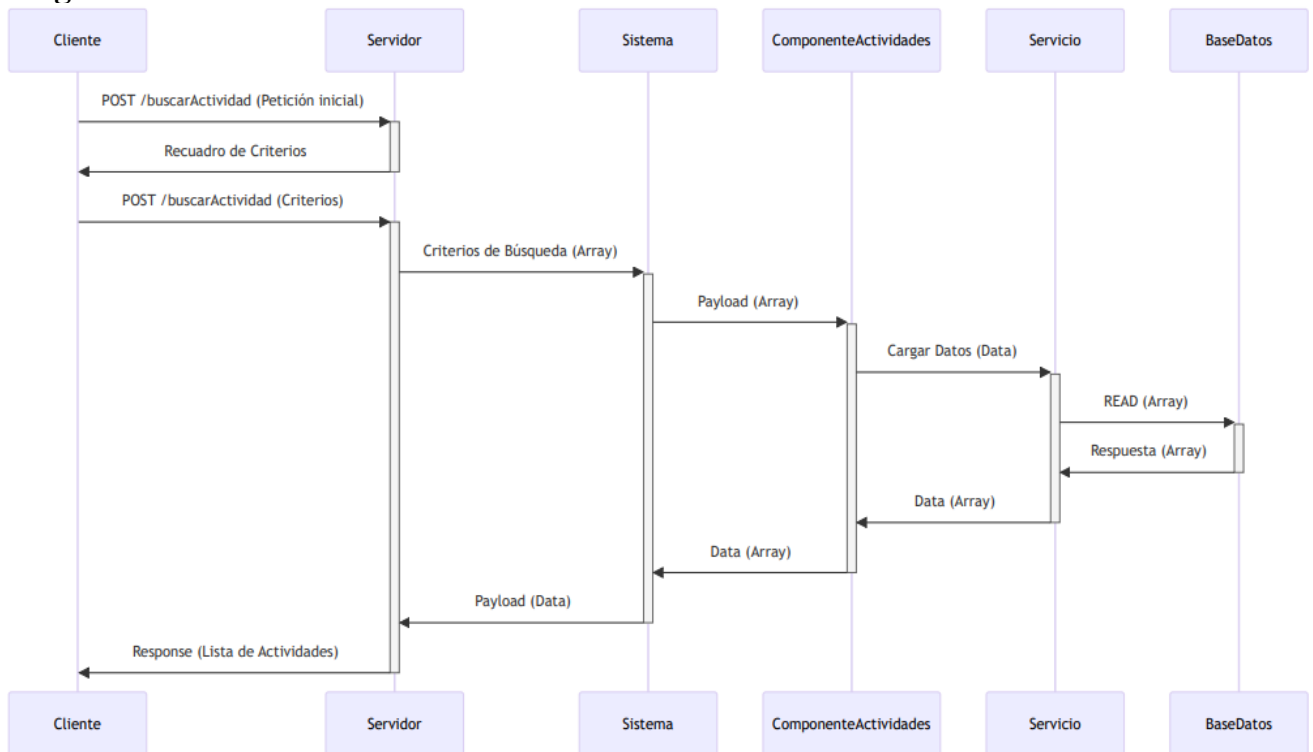 Cliente
Servidor
Sistema
ComponenteActividades
Servicio
BaseDatos
POST /buscarActividad (Petición inicial)
Recuadro de Criterios
POST /buscarActividad (Criterios)
Criterios de Búsqueda (Array)
Payload (Array)
Cargar Datos (Data)
READ (Array)
Respuesta (Array)
Data (Array)
Data (Array)
Payload (Data)
Response (Lista de Actividades)
Cliente
Servidor
Sistema
ComponenteActividades
Servicio
BaseDatos